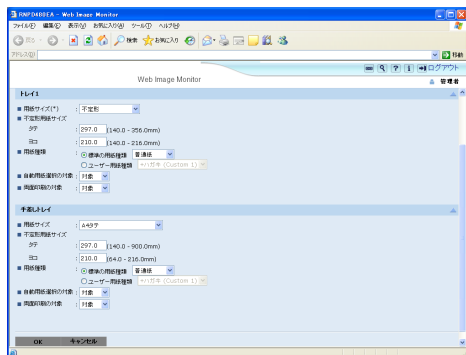 RNPD4B8EA - Web Image Monitor
ファイル(F) 編集(E) 表示(V) お気に入り(A) ツール(T) ヘルプ(H)
戻る 検索 お気に入り
アドレス(D) 移動
ログアウト
Web Image Monitor 管理者
トレイ1
■ 用紙サイズ(*) : 不定形
■ 不定形用紙サイズ
タテ : 297.0 (140.0 - 356.0mm)
ヨコ : 210.0 (140.0 - 216.0mm)
■ 用紙種類 : 標準の用紙種類 普通紙
ユーザー用紙種類 +ハガキ (Custom 1)
■ 自動用紙選択の対象 : 対象
■ 両面印刷の対象 : 対象
手差しトレイ
■ 用紙サイズ : A4タテ
■ 不定形用紙サイズ
タテ : 297.0 (140.0 - 900.0mm)
ヨコ : 210.0 (64.0 - 216.0mm)
■ 用紙種類 : 標準の用紙種類 普通紙
ユーザー用紙種類 +ハガキ (Custom 1)
■ 自動用紙選択の対象 : 対象
■ 両面印刷の対象 : 対象
OK キャンセル